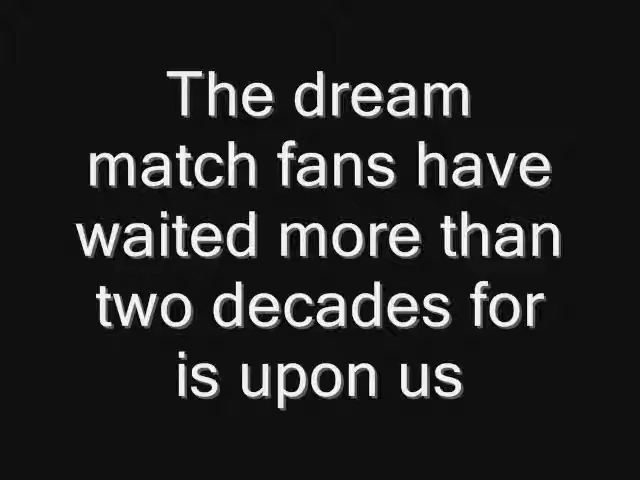 The dream
match fans have
waited more than
two decades for
is upon us